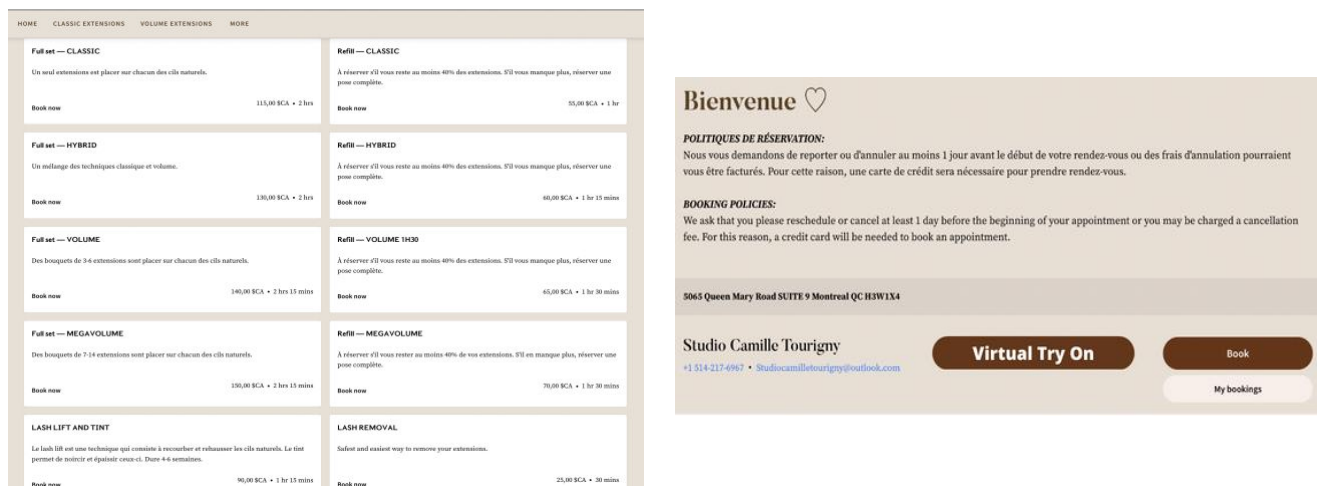 HOME CLASSIC EXTENSIONS VOLUME EXTENSIONS MORE
Full set — CLASSIC
Un seul extensions est placer sur chacun des cils naturels.
Book now
115,00 $CA • 2 hrs
Refill — CLASSIC
À réserver s'il vous reste au moins 40% des extensions. S'il vous manque plus, réserver une
pose complète.
Book now
55,00 $CA • 1 hr
Full set — HYBRID
Un mélange des techniques classique et volume.
Book now
130,00 $CA • 2 hrs
Refill — HYBRID
À réserver s'il vous reste au moins 40% des extensions. S'il vous manque plus, réserver une
pose complète.
Book now
60,00 $CA • 1 hr 15 mins
Full set — VOLUME
Des bouquets de 3-6 extensions sont placer sur chacun des cils naturels.
Book now
140,00 $CA • 2 hrs 15 mins
Refill — VOLUME 1H30
À réserver s'il vous reste au moins 40% des extensions. S'il vous manque plus, réserver une
pose complète.
Book now
65,00 $CA • 1 hr 30 mins
Full set — MEGAVOLUME
Des bouquets de 7-14 extensions sont placer sur chacun des cils naturels.
Book now
150,00 $CA • 2 hrs 15 mins
Refill — MEGAVOLUME
À réserver s'il vous rester au moins 40% de vos extensions. S'il en manque plus, réserver une
pose complète.
Book now
70,00 $CA • 1 hr 30 mins
LASH LIFT AND TINT
Le lash lift est une technique qui consiste à recourber et rehausser les cils naturels. Le tint
permet de noircir et épaissir ceux-ci. Dure 4-6 semaines.
Book now
90,00 $CA • 1 hr 15 mins
LASH REMOVAL
Safest and easiest way to remove your extensions.
Book now
25,00 $CA • 30 mins
Bienvenue ♡
POLITIQUES DE RÉSERVATION:
Nous vous demandons de reporter ou d'annuler au moins 1 jour avant le début de votre rendez-vous ou des frais d'annulation pourraient
vous être facturés. Pour cette raison, une carte de crédit sera nécessaire pour prendre rendez-vous.
BOOKING POLICIES:
We ask that you please reschedule or cancel at least 1 day before the beginning of your appointment or you may be charged a cancellation
fee. For this reason, a credit card will be needed to book an appointment.
5065 Queen Mary Road SUITE 9 Montreal QC H3W1X4
Studio Camille Tourigny
+1 514-217-6967 • Studiocamilletourigny@outlook.com
Virtual Try On
Book
My bookings